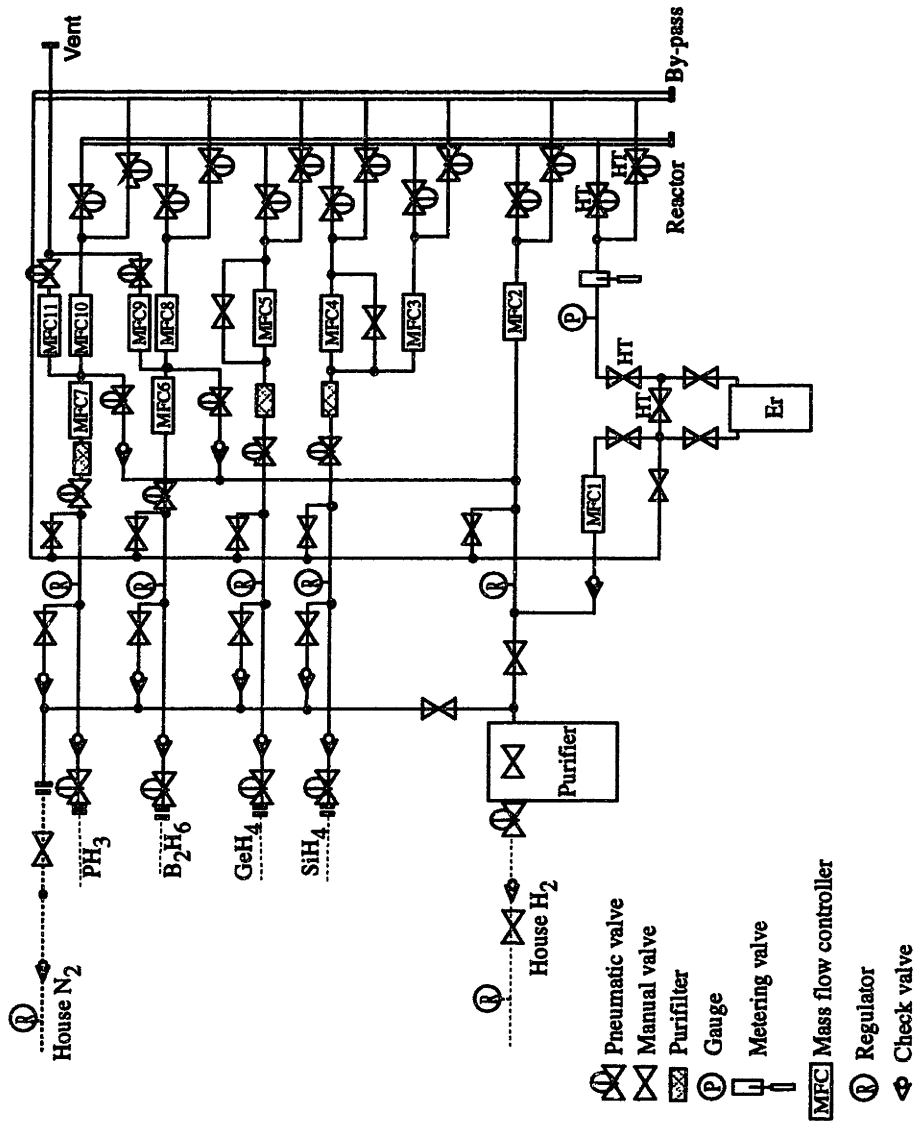 Vent
By-pass
Reactor
MFC11
MFC10
MFC9
MFC8
MFC7
MFC6
MFC5
MFC4
MFC3
MFC2
MFC1
HT
HT
HT
HT
P
Er
R
R
R
R
R
R
R
House N2
PH3
B2H6
GeH4
SiH4
House H2
Purifier
Pneumatic valve
Manual valve
Purifilter
P Gauge
Metering valve
MFC Mass flow controller
R Regulator
Check valve